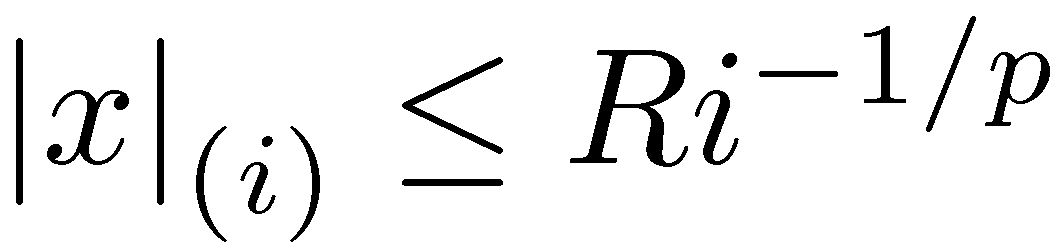 |x|_{(i)} ≤ Ri^{-1/p}